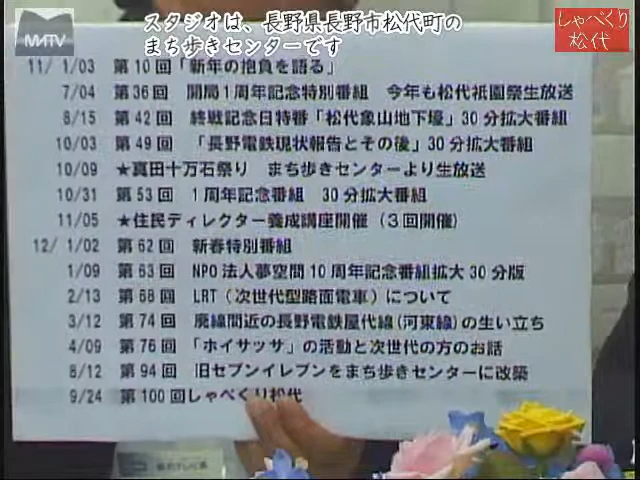 スタジオは、長野県長野市松代町の
まち歩きセンターです
しゃべくり
松代
MATV
11/ 1/03 第10回「新年の抱負を語る」
7/04 第36回 開局1周年記念特別番組 今年も松代祇園祭生放送
8/15 第42回 終戦記念日特番「松代象山地下壕」30分拡大番組
10/03 第49回 「長野電鉄現状報告とその後」30分拡大番組
10/09 ★真田十万石祭り まち歩きセンターより生放送
10/31 第53回 1周年記念番組 30分拡大番組
11/05 ★住民ディレクター養成講座開催(3回開催)
12/ 1/02 第62回 新春特別番組
1/09 第63回 NPO法人夢空間10周年記念番組拡大30分版
2/13 第68回 LRT(次世代型路面電車)について
3/12 第74回 廃線間近の長野電鉄屋代線(河東線)の生い立ち
4/09 第76回 「ホイサッサ」の活動と次世代の方のお話
8/12 第94回 旧セブンイレブンをまち歩きセンターに改築
9/24 第100回しゃべくり松代